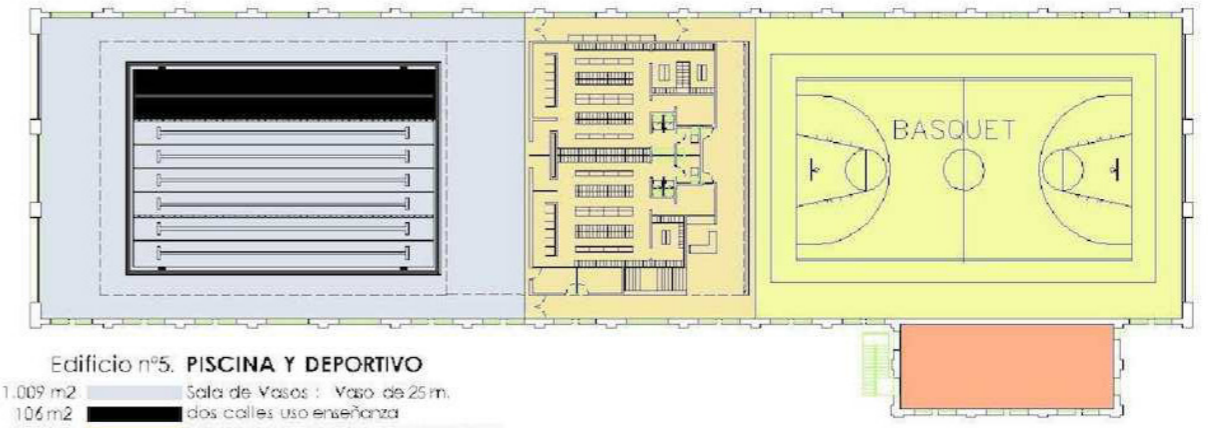 BASQUET
Edificio nº5. PISCINA Y DEPORTIVO
1.009 m2 Sala de Vasos : Vaso de 25 m.
106 m2 dos calles uso enseñanza